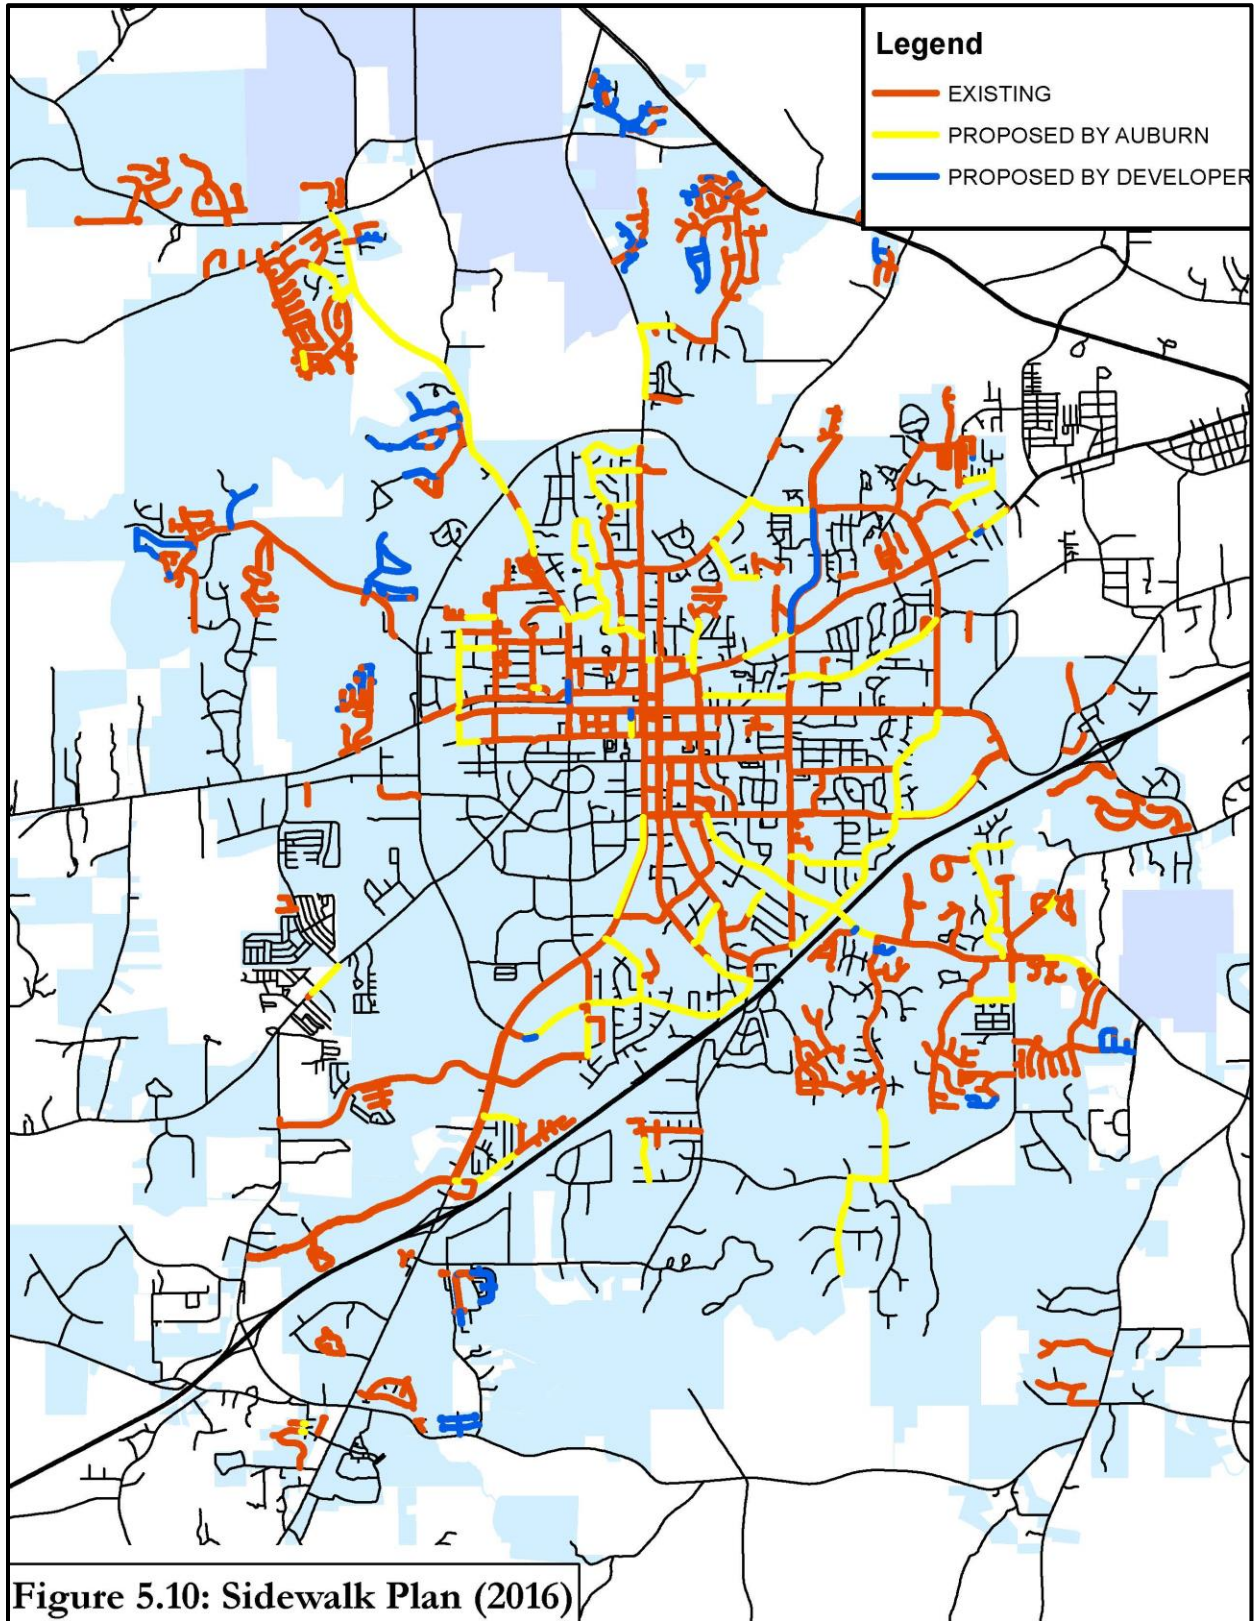 Legend
EXISTING
PROPOSED BY AUBURN
PROPOSED BY DEVELOPER
Figure 5.10: Sidewalk Plan (2016)